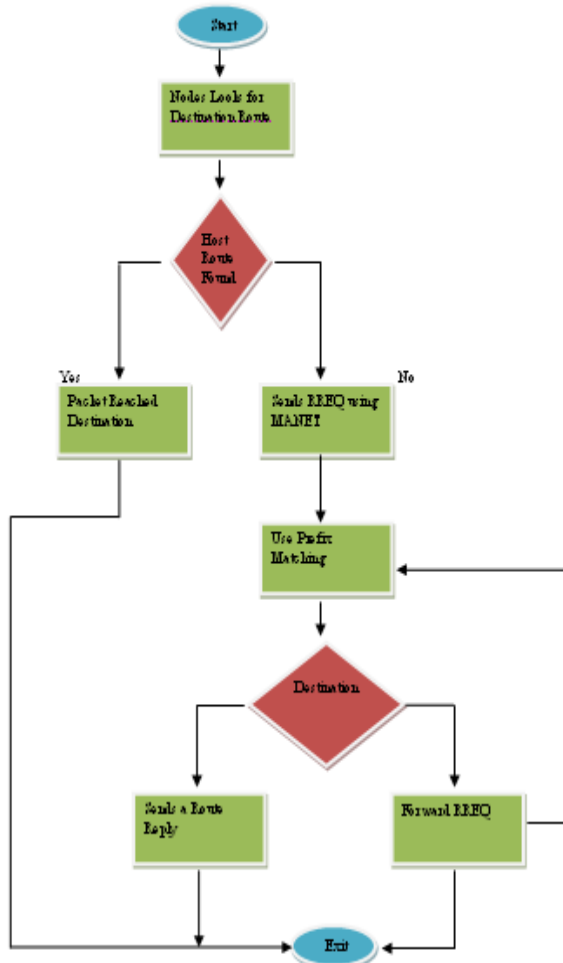 Start
Nodes Looks for
Destination Route
Host
Route
Found
Yes
No
Packet Reached
Destination
Sends RREQ using
MANET
Use Prefix
Matching
Destination
Sends a Route
Reply
Forward RREQ
Exit